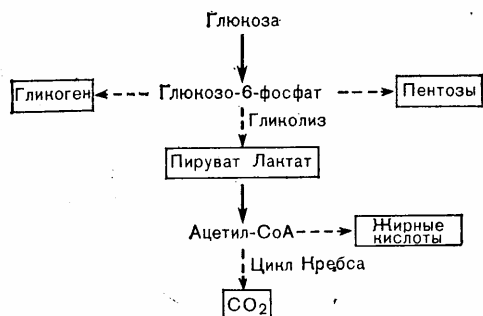 Глюкоза
Гликоген
Глюкозо-6-фосфат
Пентозы
Гликолиз
Пируват Лактат
Ацетил-CoA
Жирные
кислоты
Цикл Кребса
CO₂